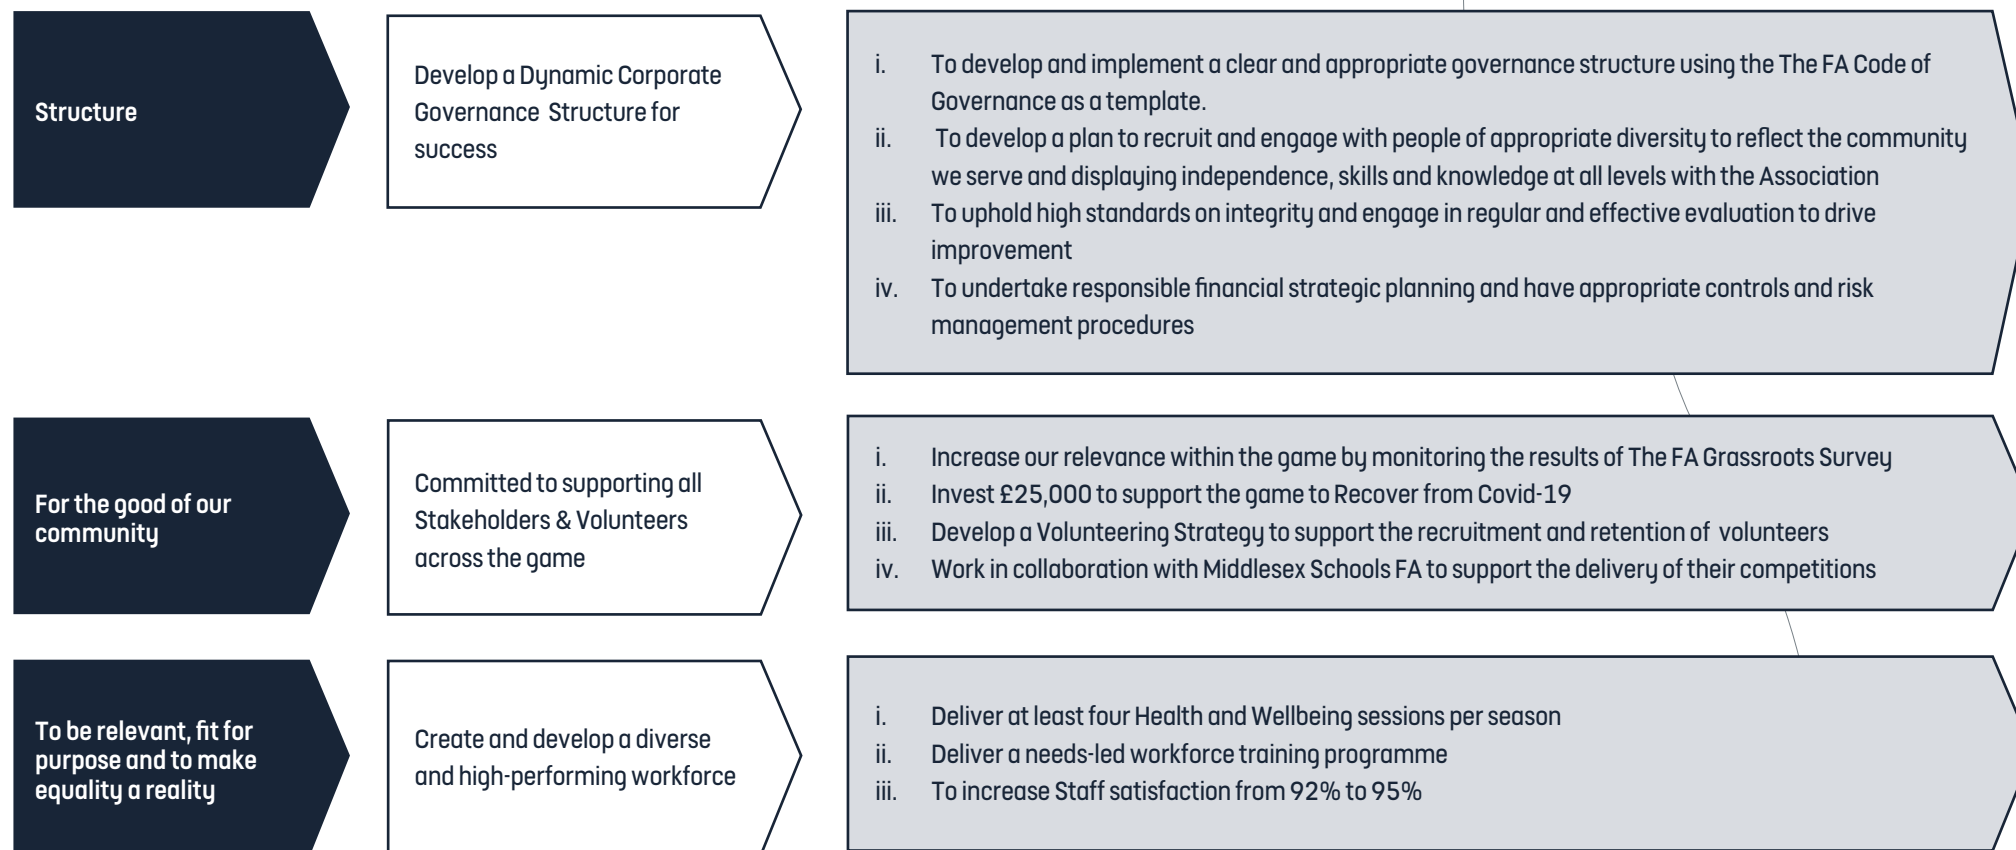 Structure
Develop a Dynamic Corporate
Governance  Structure for
success
i. To develop and implement a clear and appropriate governance structure using the The FA Code of
Governance as a template.
ii. To develop a plan to recruit and engage with people of appropriate diversity to reflect the community
we serve and displaying independence, skills and knowledge at all levels with the Association
iii. To uphold high standards on integrity and engage in regular and effective evaluation to drive
improvement
iv. To undertake responsible financial strategic planning and have appropriate controls and risk
management procedures
For the good of our
community
Committed to supporting all
Stakeholders & Volunteers
across the game
i. Increase our relevance within the game by monitoring the results of The FA Grassroots Survey
ii. Invest £25,000 to support the game to Recover from Covid-19
iii. Develop a Volunteering Strategy to support the recruitment and retention of  volunteers
iv. Work in collaboration with Middlesex Schools FA to support the delivery of their competitions
To be relevant, fit for
purpose and to make
equality a reality
Create and develop a diverse
and high-performing workforce
i. Deliver at least four Health and Wellbeing sessions per season
ii. Deliver a needs-led workforce training programme
iii. To increase Staff satisfaction from 92% to 95%